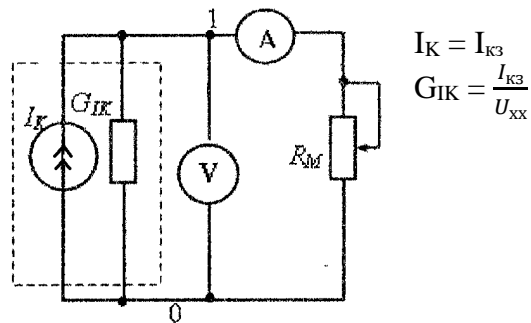 1
A
I_K
G_IK
V
R_M
0
I_K = I_кз
G_IK = I_кз / U_хх